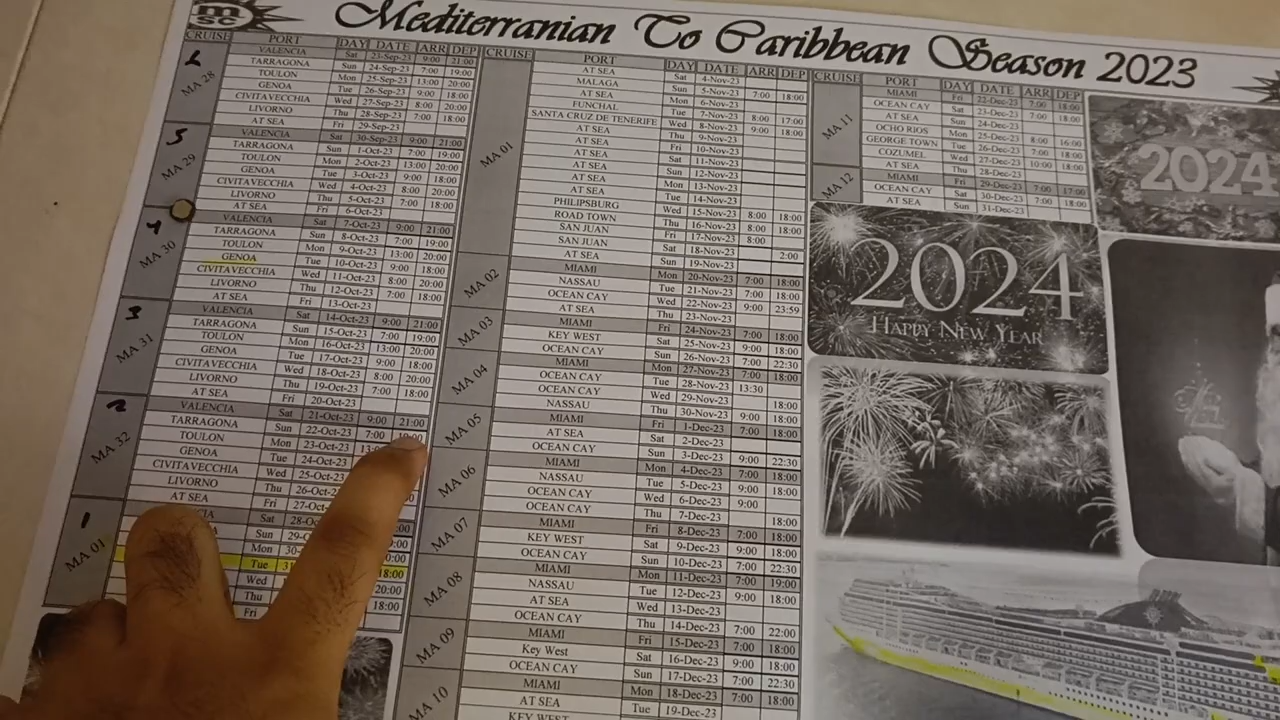 msc
Mediterranian To Caribbean Season 2023
CRUISE PORT DAY DATE ARR DEP
4
MA 28
VALENCIA Sat 23-Sep-23 9:00 21:00
TARRAGONA Sun 24-Sep-23 7:00 19:00
TOULON Mon 25-Sep-23 13:00 20:00
GENOA Tue 26-Sep-23 9:00 18:00
CIVITAVECCHIA Wed 27-Sep-23 8:00 20:00
LIVORNO Thu 28-Sep-23 7:00 18:00
AT SEA Fri 29-Sep-23
5
MA 29
VALENCIA Sat 30-Sep-23 9:00 21:00
TARRAGONA Sun 1-Oct-23 7:00 19:00
TOULON Mon 2-Oct-23 13:00 20:00
GENOA Tue 3-Oct-23 9:00 18:00
CIVITAVECCHIA Wed 4-Oct-23 8:00 20:00
LIVORNO Thu 5-Oct-23 7:00 18:00
AT SEA Fri 6-Oct-23
4
MA 30
VALENCIA Sat 7-Oct-23 9:00 21:00
TARRAGONA Sun 8-Oct-23 7:00 19:00
TOULON Mon 9-Oct-23 13:00 20:00
GENOA Tue 10-Oct-23 9:00 18:00
CIVITAVECCHIA Wed 11-Oct-23 8:00 20:00
LIVORNO Thu 12-Oct-23 7:00 18:00
AT SEA Fri 13-Oct-23
3
MA 31
VALENCIA Sat 14-Oct-23 9:00 21:00
TARRAGONA Sun 15-Oct-23 7:00 19:00
TOULON Mon 16-Oct-23 13:00 20:00
GENOA Tue 17-Oct-23 9:00 18:00
CIVITAVECCHIA Wed 18-Oct-23 8:00 20:00
LIVORNO Thu 19-Oct-23 7:00 18:00
AT SEA Fri 20-Oct-23
2
MA 32
VALENCIA Sat 21-Oct-23 9:00 21:00
TARRAGONA Sun 22-Oct-23 7:00
TOULON Mon 23-Oct-23
GENOA Tue 24-Oct-23
CIVITAVECCHIA Wed 25-Oct
LIVORNO Thu 26-Oct
AT SEA Fri 27-Oct
1
MA 01
Sat 28-Oct
Sun 29-O
Mon 30-
Tue 3 18:00
Wed 20:00
Thu 18:00
Fri
CRUISE PORT DAY DATE ARR DEP
MA 01
AT SEA Sat 4-Nov-23
MALAGA Sun 5-Nov-23 7:00 18:00
AT SEA Mon 6-Nov-23
FUNCHAL Tue 7-Nov-23 8:00 17:00
SANTA CRUZ DE TENERIFE Wed 8-Nov-23 9:00 18:00
AT SEA Thu 9-Nov-23
AT SEA Fri 10-Nov-23
AT SEA Sat 11-Nov-23
AT SEA Sun 12-Nov-23
AT SEA Mon 13-Nov-23
AT SEA Tue 14-Nov-23
PHILIPSBURG Wed 15-Nov-23 8:00 18:00
ROAD TOWN Thu 16-Nov-23 8:00 18:00
SAN JUAN Fri 17-Nov-23 8:00
SAN JUAN Sat 18-Nov-23 2:00
AT SEA Sun 19-Nov-23
MA 02
MIAMI Mon 20-Nov-23 7:00 18:00
NASSAU Tue 21-Nov-23 7:00 18:00
OCEAN CAY Wed 22-Nov-23 9:00 23:59
AT SEA Thu 23-Nov-23
MA 03
MIAMI Fri 24-Nov-23 7:00 18:00
KEY WEST Sat 25-Nov-23 9:00 18:00
OCEAN CAY Sun 26-Nov-23 7:00 22:30
MA 04
MIAMI Mon 27-Nov-23 7:00 18:00
OCEAN CAY Tue 28-Nov-23 13:30
OCEAN CAY Wed 29-Nov-23 18:00
NASSAU Thu 30-Nov-23 9:00 18:00
MA 05
MIAMI Fri 1-Dec-23 7:00 18:00
AT SEA Sat 2-Dec-23
OCEAN CAY Sun 3-Dec-23 9:00 22:30
MA 06
MIAMI Mon 4-Dec-23 7:00 18:00
NASSAU Tue 5-Dec-23 9:00 18:00
OCEAN CAY Wed 6-Dec-23 9:00
OCEAN CAY Thu 7-Dec-23 18:00
MA 07
MIAMI Fri 8-Dec-23 7:00 18:00
KEY WEST Sat 9-Dec-23 9:00 18:00
OCEAN CAY Sun 10-Dec-23 7:00 22:30
MA 08
MIAMI Mon 11-Dec-23 7:00 19:00
NASSAU Tue 12-Dec-23 9:00 18:00
AT SEA Wed 13-Dec-23
OCEAN CAY Thu 14-Dec-23 7:00 22:00
MA 09
MIAMI Fri 15-Dec-23 7:00 18:00
Key West Sat 16-Dec-23 9:00 18:00
OCEAN CAY Sun 17-Dec-23 7:00 22:30
MA 10
MIAMI Mon 18-Dec-23 7:00 18:00
NASSAU Tue 19-Dec-23
KEY WEST
CRUISE PORT DAY DATE ARR DEP
MA 11
MIAMI Fri 22-Dec-23 7:00 18:00
OCEAN CAY Sat 23-Dec-23 7:00 18:00
AT SEA Sun 24-Dec-23
OCHO RIOS Mon 25-Dec-23 8:00 16:00
GEORGE TOWN Tue 26-Dec-23 7:00 18:00
COZUMEL Wed 27-Dec-23 10:00 18:00
AT SEA Thu 28-Dec-23
MA 12
MIAMI Fri 29-Dec-23 7:00 17:00
OCEAN CAY Sat 30-Dec-23 7:00 18:00
AT SEA Sun 31-Dec-23
2024
2024
HAPPY NEW YEAR